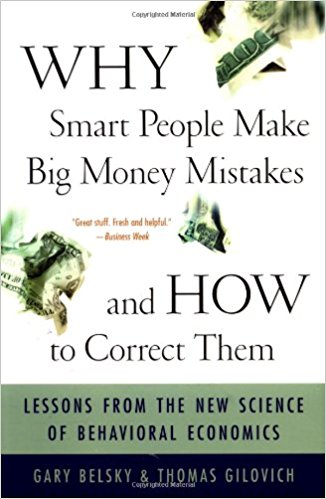 WHY
Smart People Make
Big Money Mistakes
"Great stuff. Fresh and helpful."
—Business Week
and HOW
to Correct Them
LESSONS FROM THE NEW SCIENCE
OF BEHAVIORAL ECONOMICS
GARY BELSKY & THOMAS GILOVICH